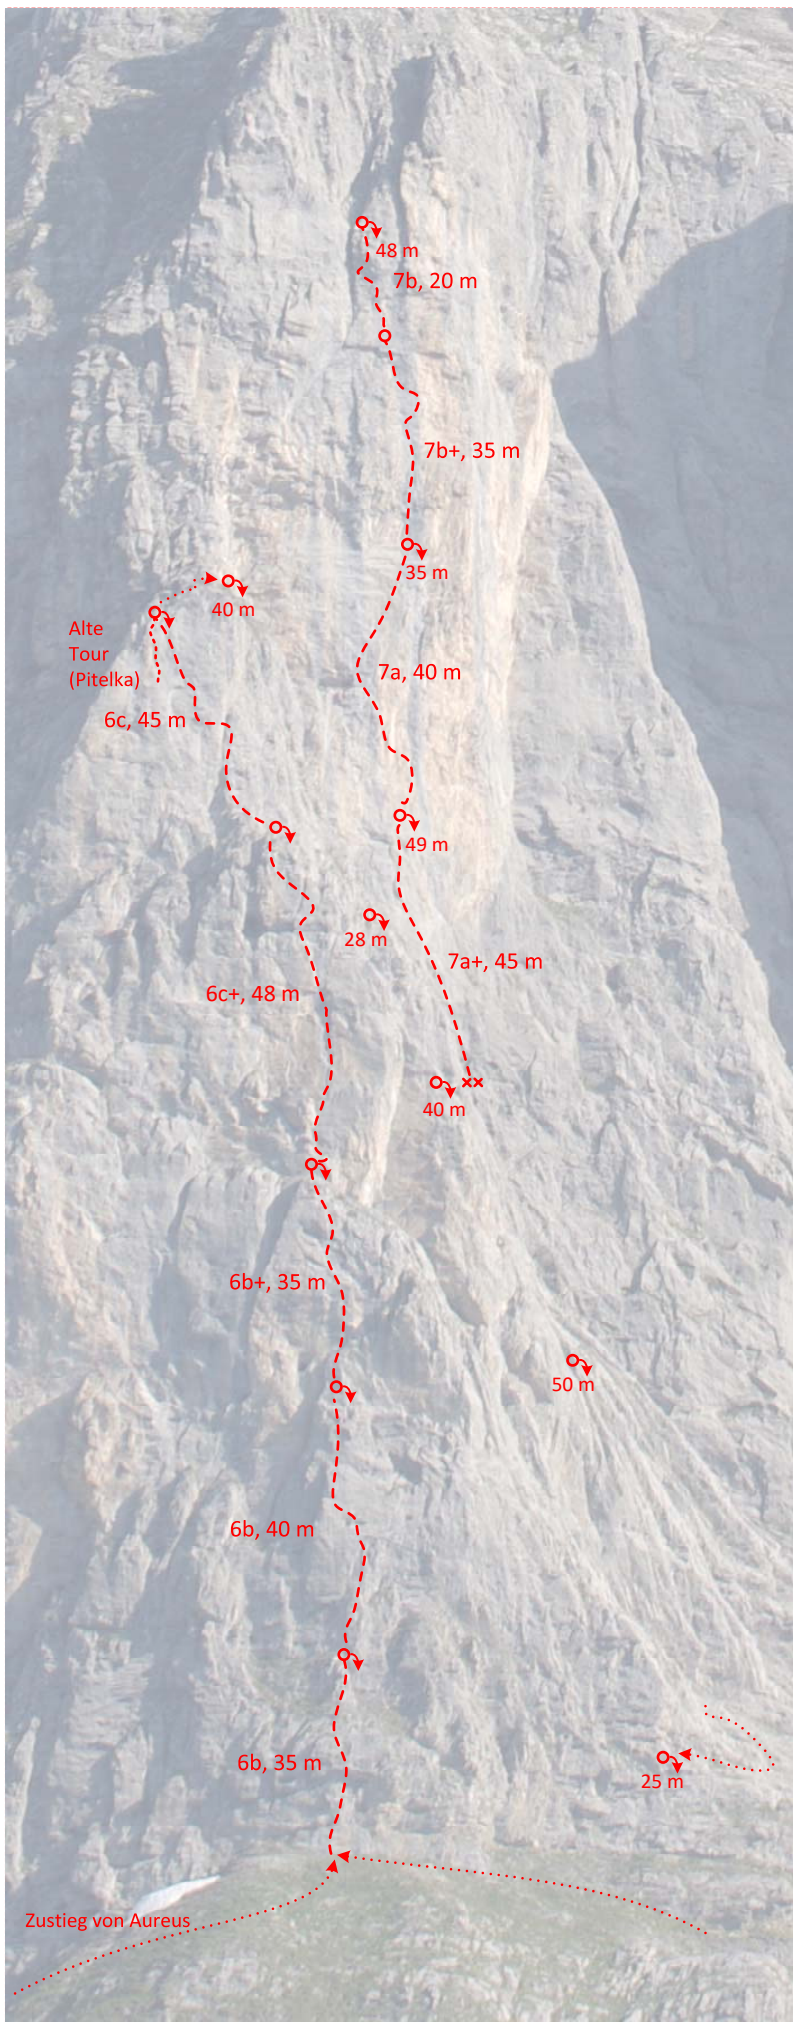 48 m
7b, 20 m
7b+, 35 m
35 m
40 m
Alte
Tour
(Pitelka)
7a, 40 m
6c, 45 m
49 m
28 m
7a+, 45 m
6c+, 48 m
40 m
6b+, 35 m
50 m
6b, 40 m
6b, 35 m
25 m
Zustieg von Aureus